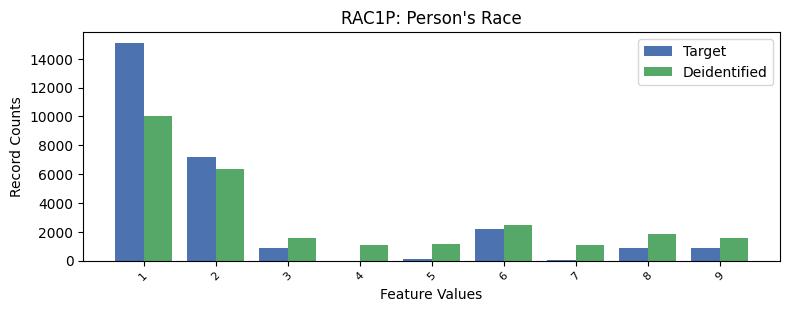 RAC1P: Person's Race
Target
Deidentified
Record Counts
14000
12000
10000
8000
6000
4000
2000
0
1 2 3 4 5 6 7 8 9
Feature Values